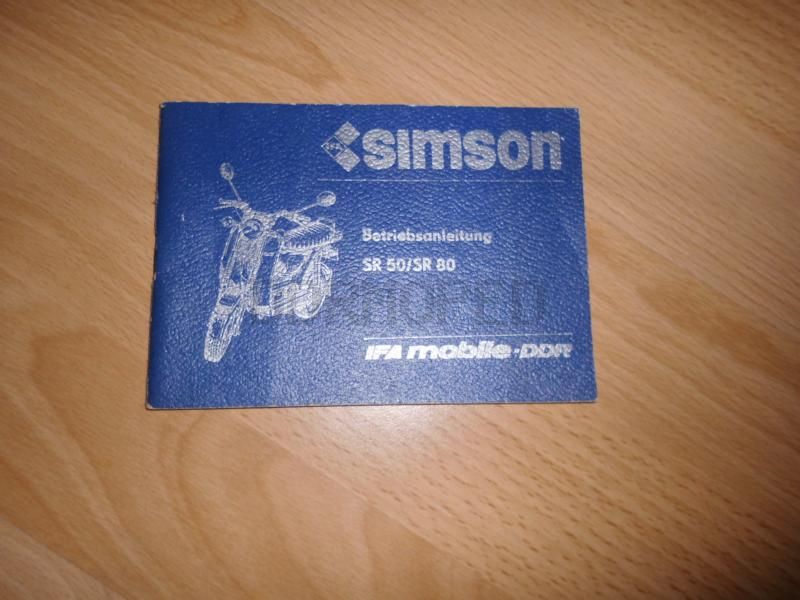 SIMSON
Betriebsanleitung
SR 50/SR 80
IFA mobile-DDR